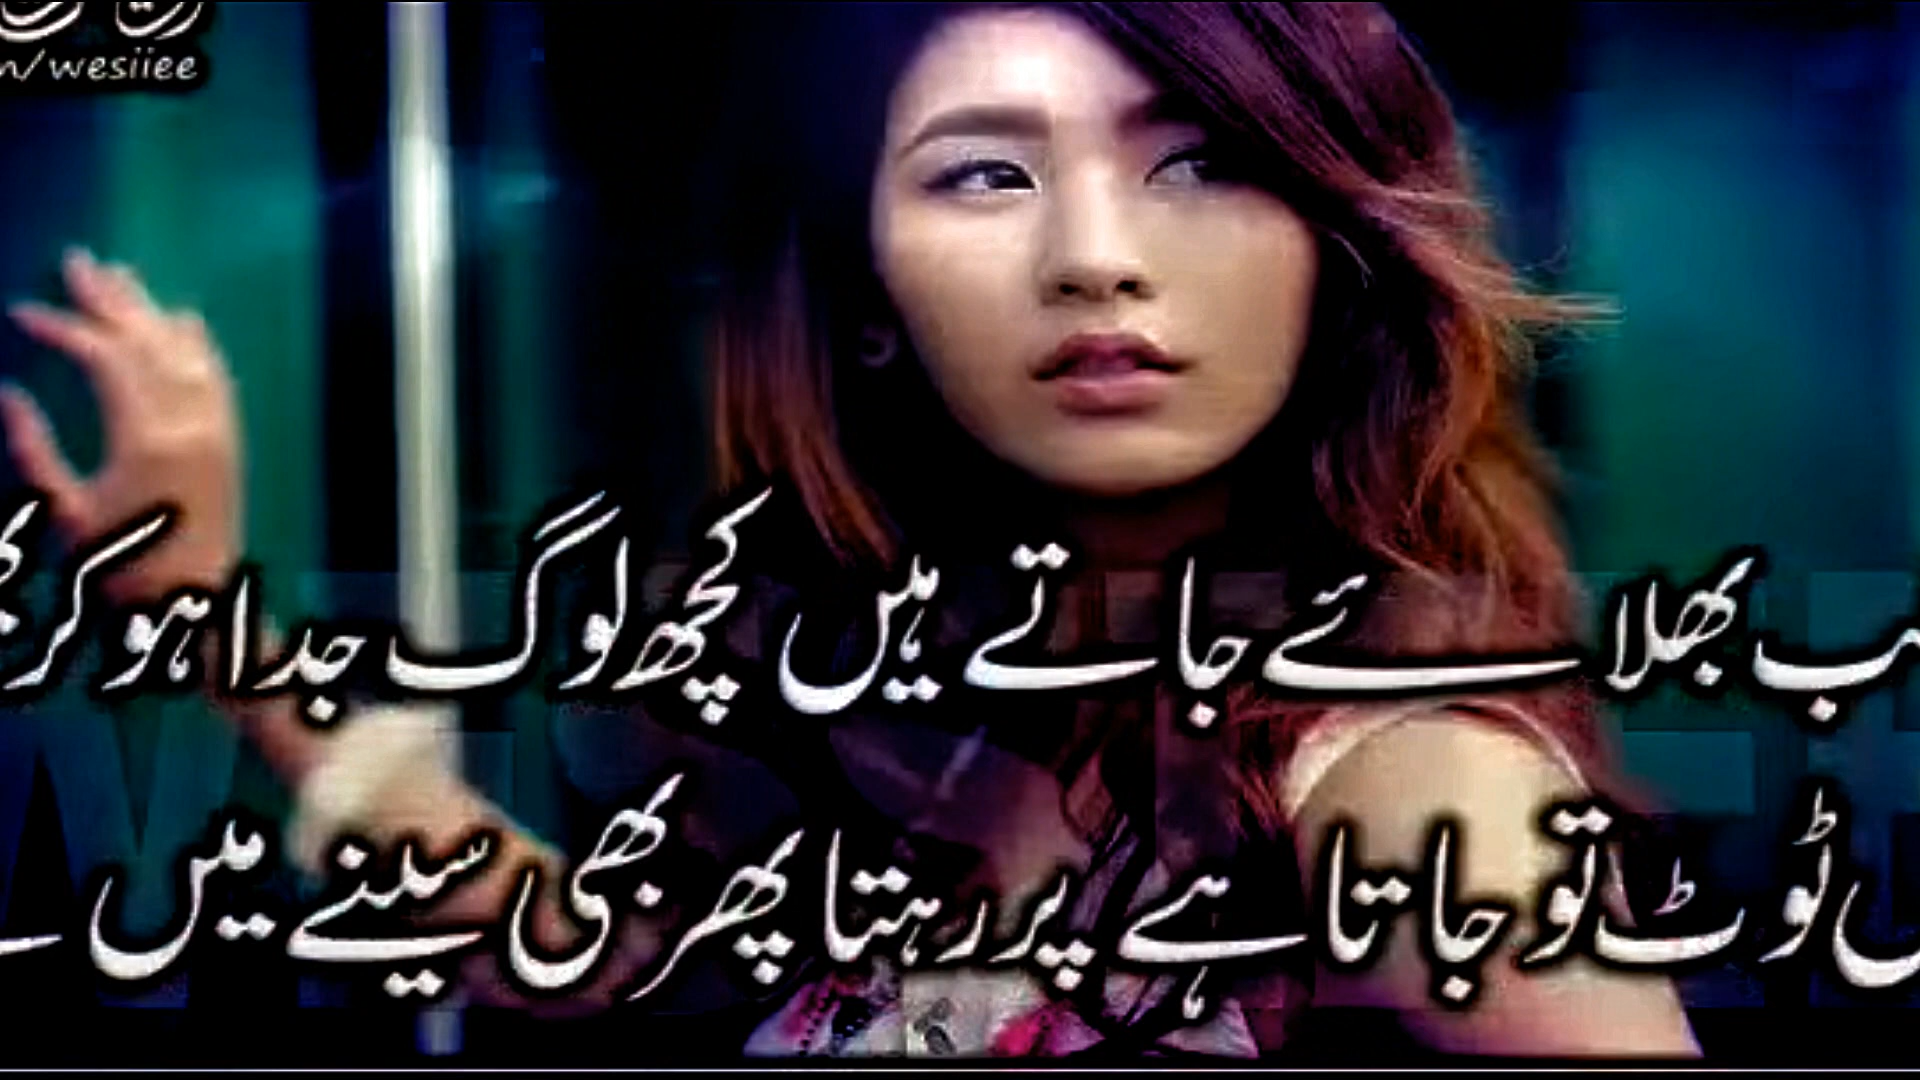 n/wesiiee
بھلائے جاتے ہیں کچھ لوگ جدا ہو کر
ٹوٹ تو جاتا ہے پر رہتا پھر بھی سینے میں